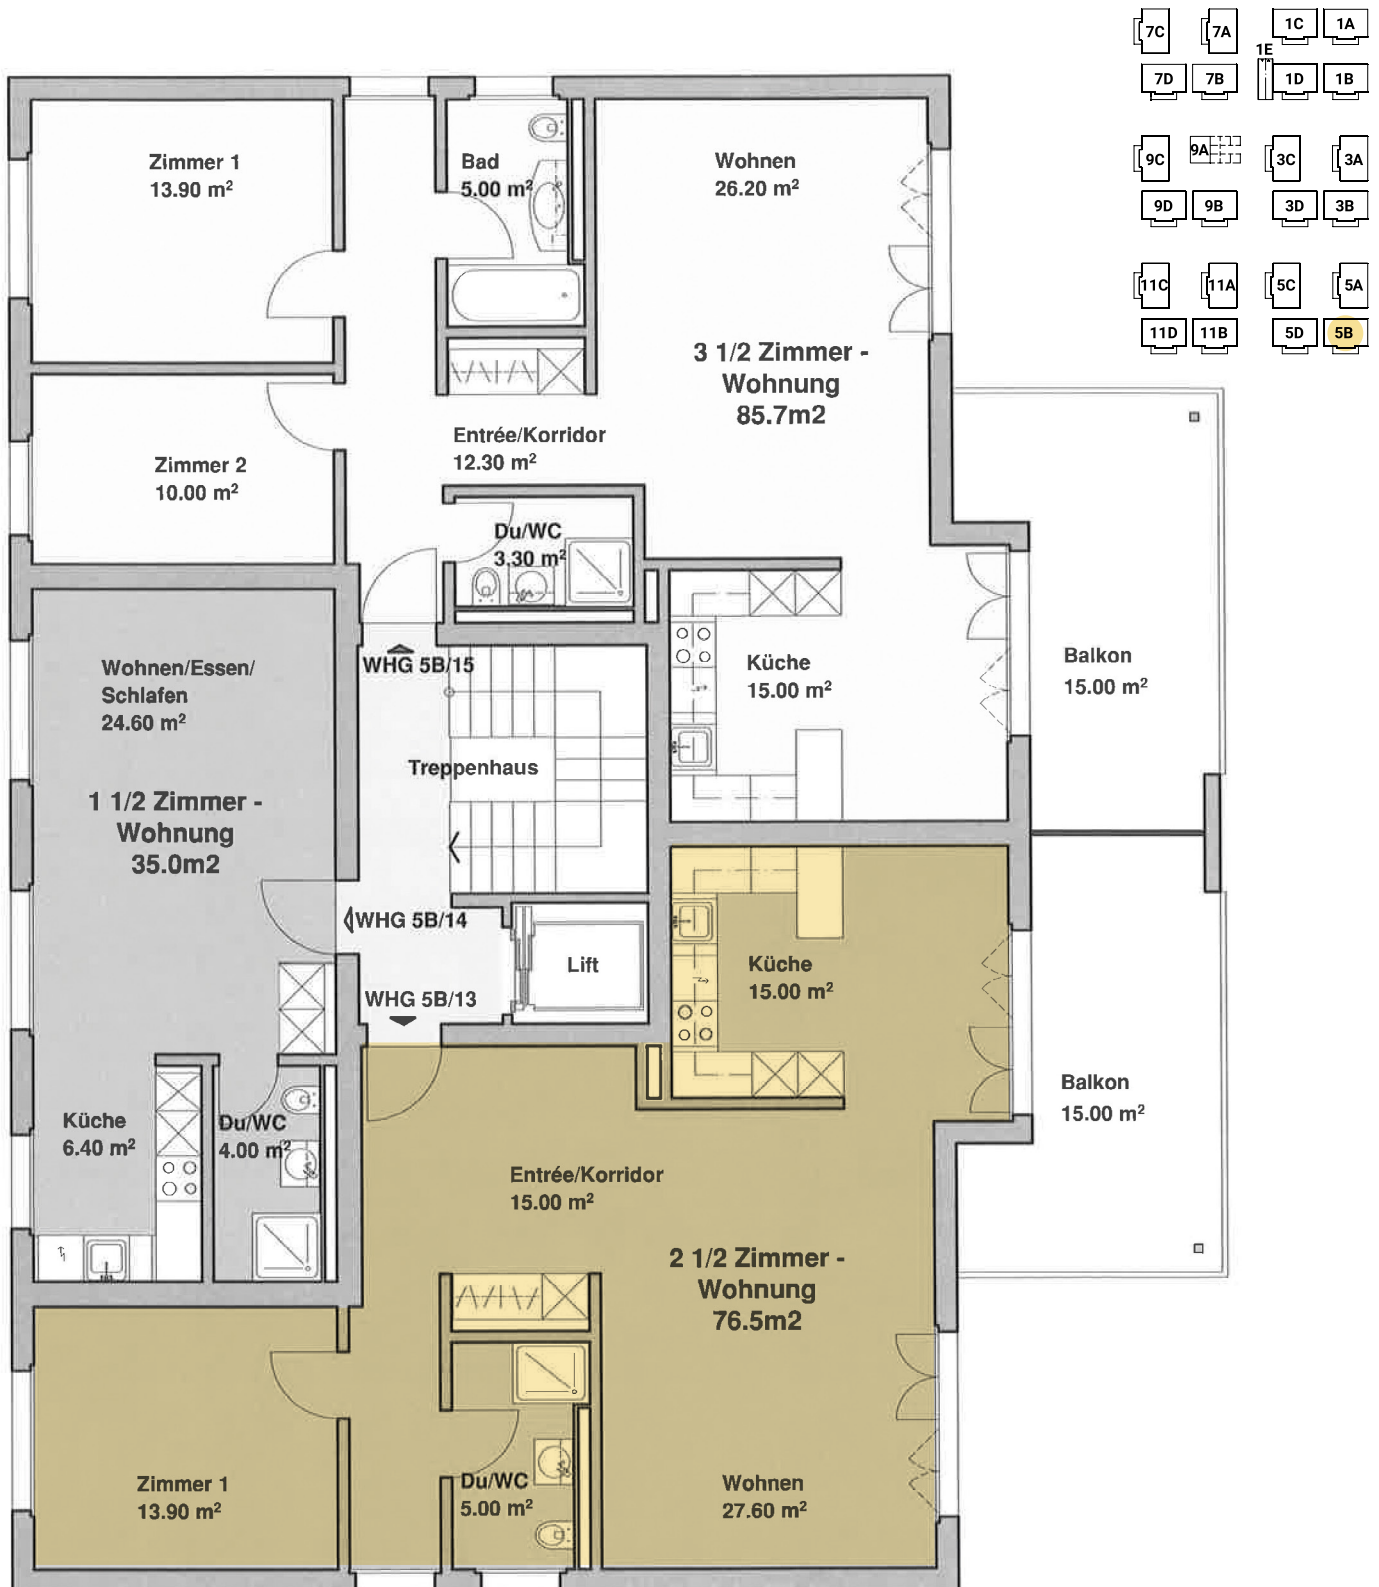 7C
7A
1C
1A
1E
7D
7B
1D
1B
9C
9A
3C
3A
9D
9B
3D
3B
11C
11A
5C
5A
11D
11B
5D
5B
Zimmer 1
13.90 m²
Bad
5.00 m²
Wohnen
26.20 m²
3 1/2 Zimmer -
Wohnung
85.7m2
Zimmer 2
10.00 m²
Entrée/Korridor
12.30 m²
Du/WC
3.30 m²
Wohnen/Essen/
Schlafen
24.60 m²
WHG 5B/15
Küche
15.00 m²
Balkon
15.00 m²
Treppenhaus
1 1/2 Zimmer -
Wohnung
35.0m2
WHG 5B/14
Lift
WHG 5B/13
Küche
15.00 m²
Balkon
15.00 m²
Küche
6.40 m²
Du/WC
4.00 m²
Entrée/Korridor
15.00 m²
2 1/2 Zimmer -
Wohnung
76.5m2
Zimmer 1
13.90 m²
Du/WC
5.00 m²
Wohnen
27.60 m²